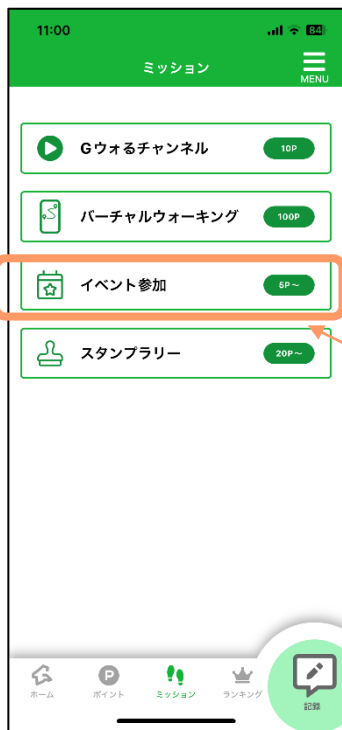 11:00
84
ミッション
MENU
Gウォるチャンネル
10P
バーチャルウォーキング
100P
イベント参加
5P～
スタンプラリー
20P～
ホーム
P
ポイント
ミッション
ランキング
記録